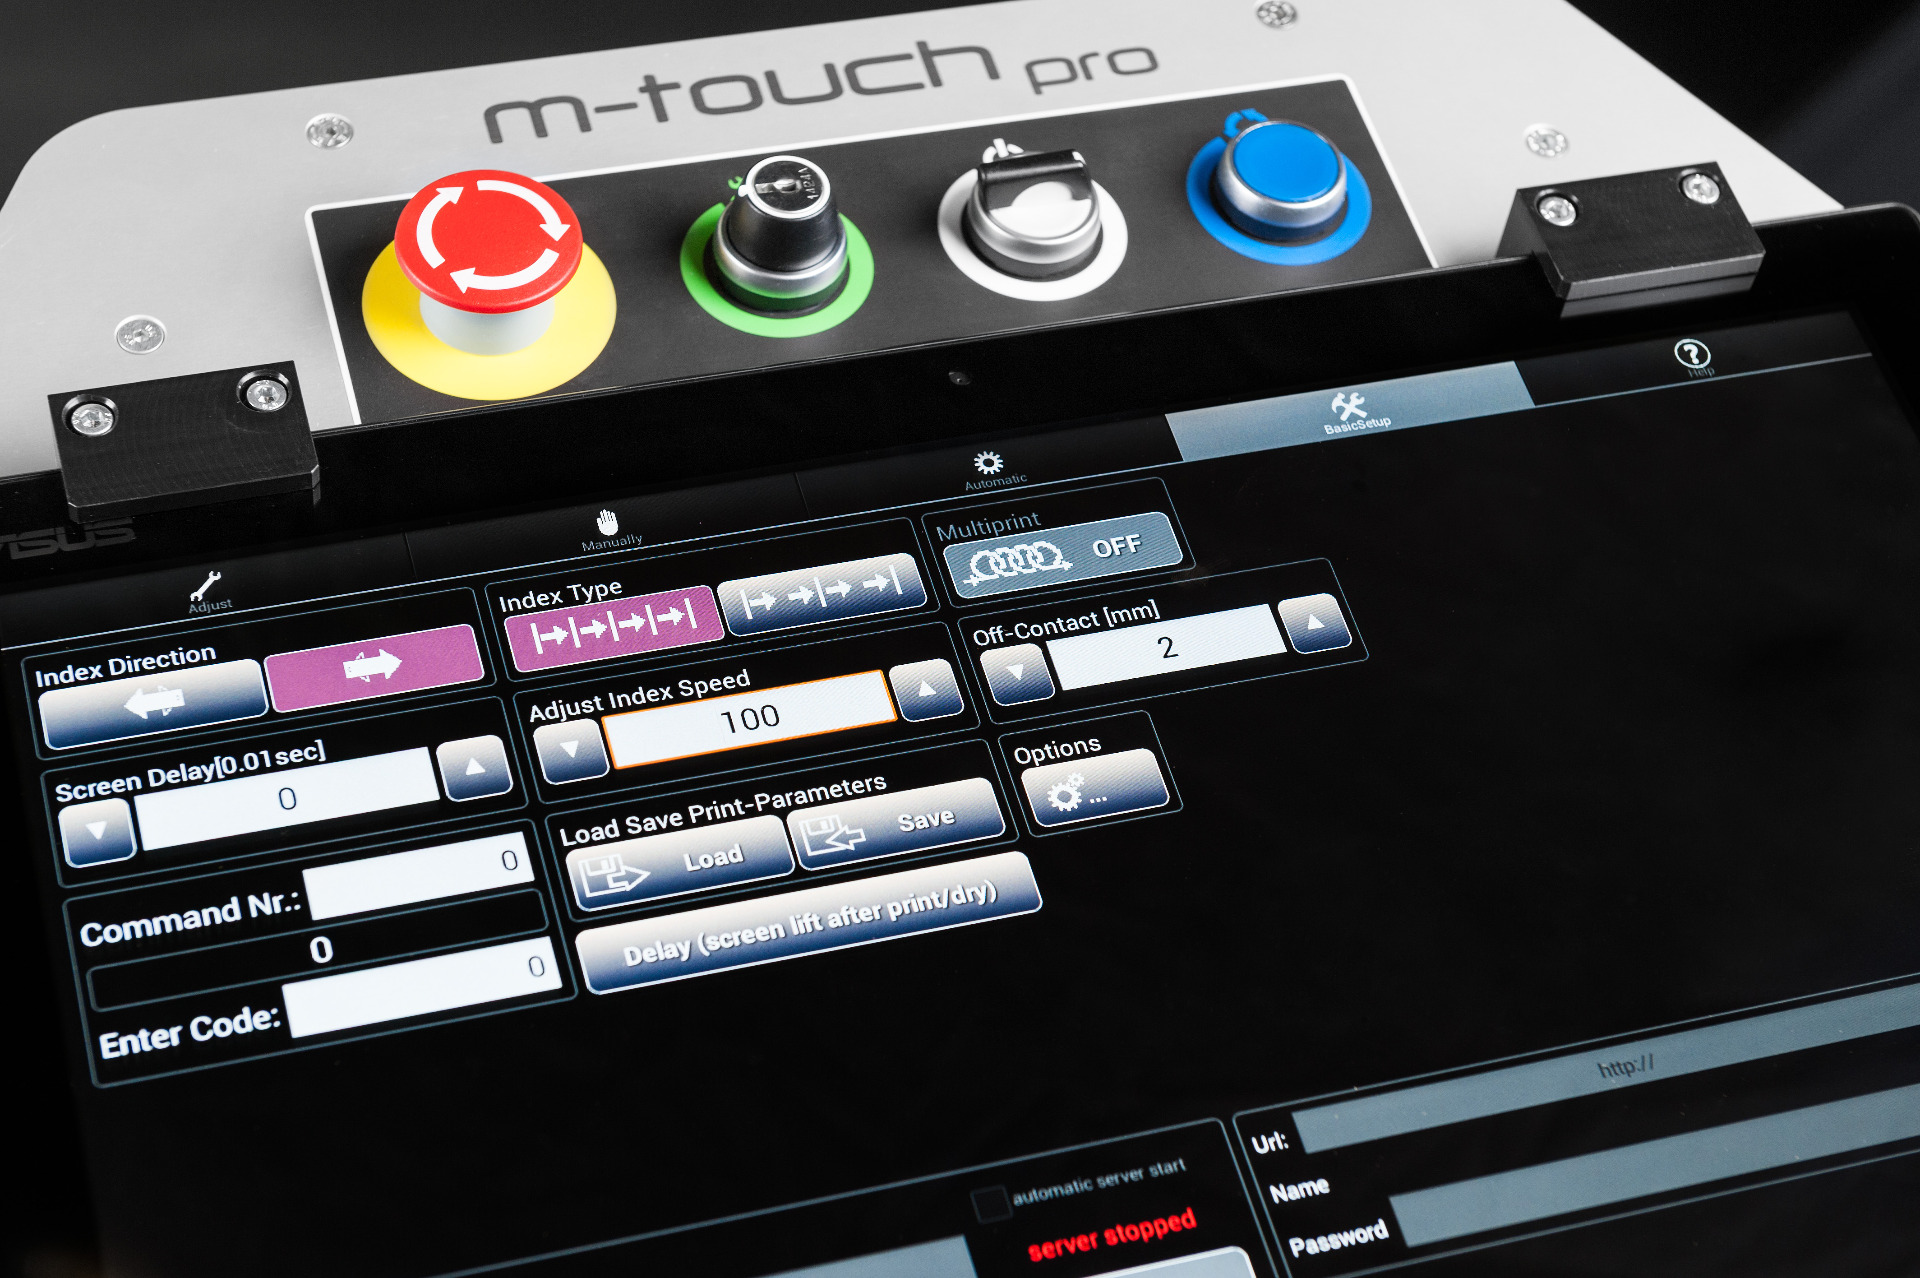 m-touch pro
ASUS
Help
BasicSetup
Automatic
Manually
Adjust
Index Direction
Index Type
Multiprint
OFF
Screen Delay[0.01sec]
0
Adjust Index Speed
100
Off-Contact [mm]
2
Command Nr.:
0
0
Enter Code:
0
Load Save Print-Parameters
Load
Save
Options
...
Delay (screen lift after print/dry)
automatic server start
server stopped
Url:
http://
Name
Password